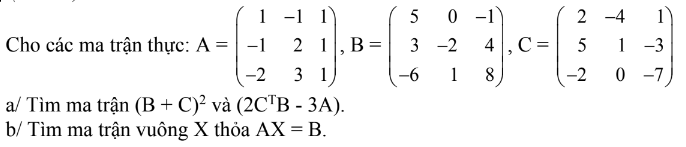 Cho các ma trận thực: A = \begin{pmatrix} 1 & -1 & 1 \\ -1 & 2 & 1 \\ -2 & 3 & 1 \end{pmatrix}, B = \begin{pmatrix} 5 & 0 & -1 \\ 3 & -2 & 4 \\ -6 & 1 & 8 \end{pmatrix}, C = \begin{pmatrix} 2 & -4 & 1 \\ 5 & 1 & -3 \\ -2 & 0 & -7 \end{pmatrix}
a/ Tìm ma trận (B + C)² và (2CᵀB - 3A).
b/ Tìm ma trận vuông X thỏa AX = B.